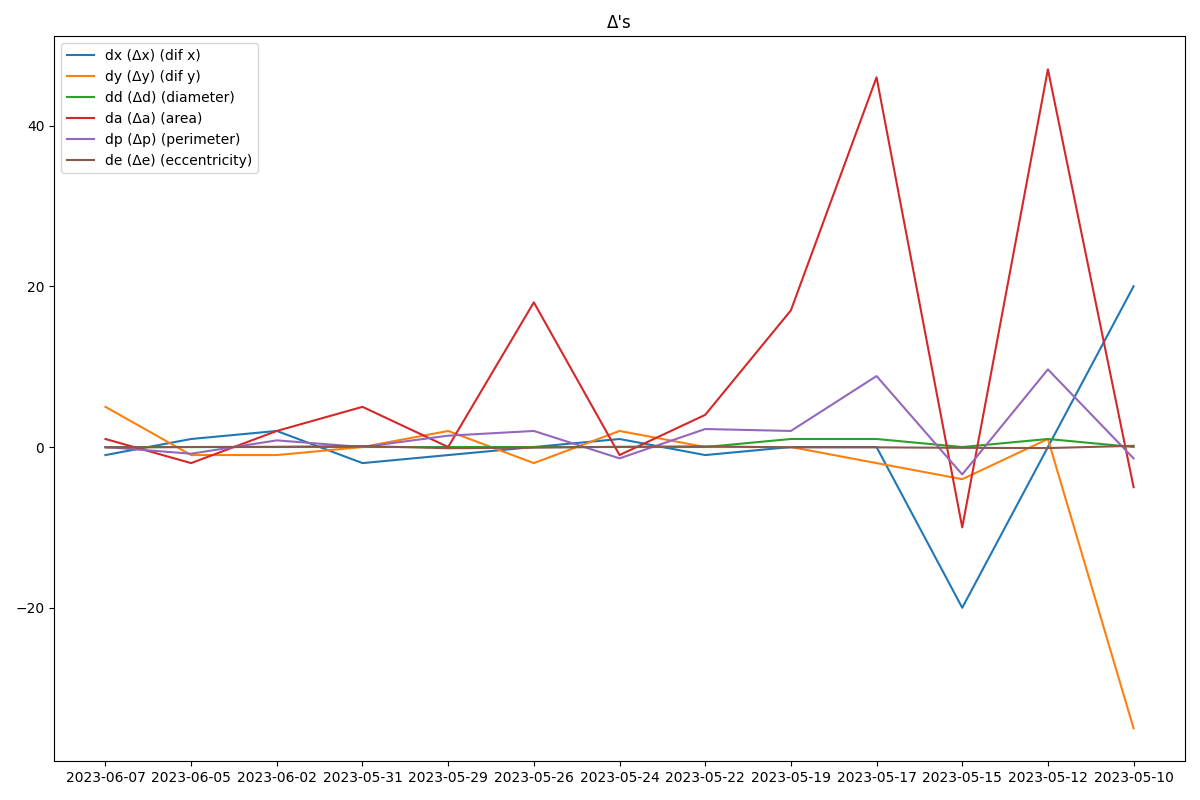 Δ's
dx (Δx) (dif x)
dy (Δy) (dif y)
dd (Δd) (diameter)
da (Δa) (area)
dp (Δp) (perimeter)
de (Δe) (eccentricity)
40
20
0
−20
2023-06-07 2023-06-05 2023-06-02 2023-05-31 2023-05-29 2023-05-26 2023-05-24 2023-05-22 2023-05-19 2023-05-17 2023-05-15 2023-05-12 2023-05-10